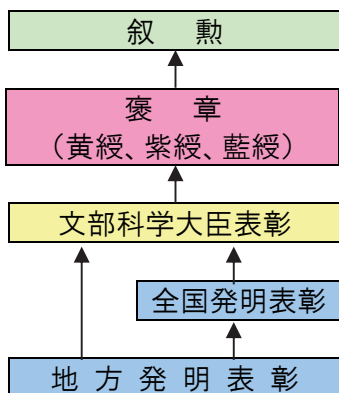 叙 勲
褒 章
（黄綬、紫綬、藍綬）
文部科学大臣表彰
全国発明表彰
地方発明表彰